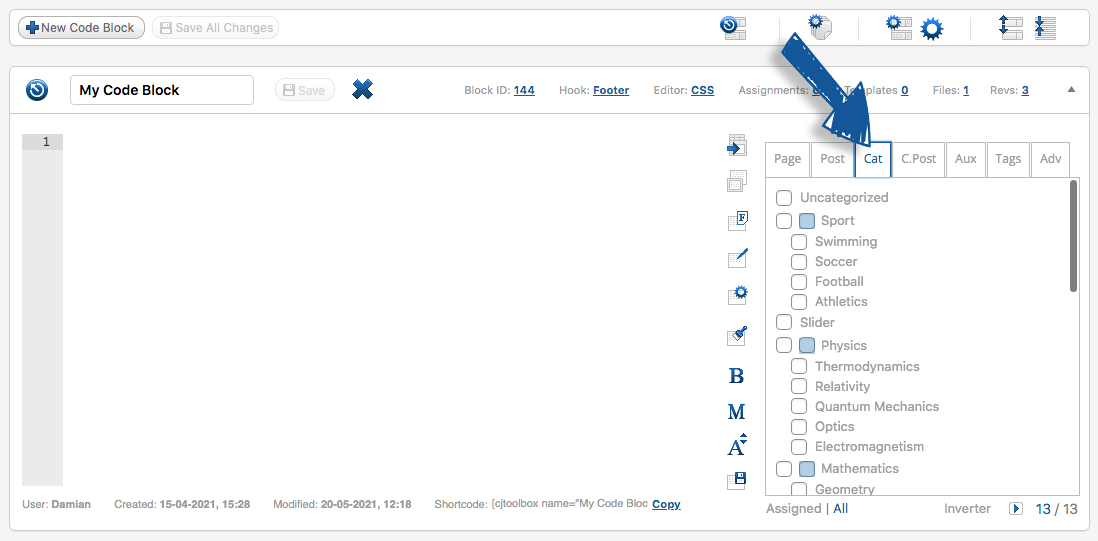 New Code Block Save All Changes
My Code Block Save Block ID: 144 Hook: Footer Editor: CSS Assignments: Templates 0 Files: 1 Revs: 3
1
Page Post Cat C.Post Aux Tags Adv
Uncategorized
Sport
Swimming
Soccer
Football
Athletics
Slider
Physics
Thermodynamics
Relativity
Quantum Mechanics
Optics
Electromagnetism
Mathematics
Geometry
F
B
M
A
User: Damian Created: 15-04-2021, 15:28 Modified: 20-05-2021, 12:18 Shortcode: [cjtoolbox name="My Code Bloc Copy
Assigned | All Inverter 13 / 13